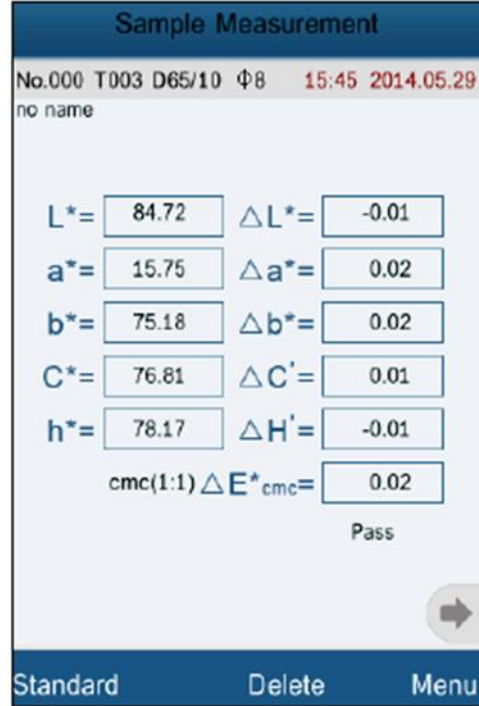 Sample Measurement
No.000 T003 D65/10 Φ8 15:45 2014.05.29
no name
L*= 84.72 △L*= -0.01
a*= 15.75 △a*= 0.02
b*= 75.18 △b*= 0.02
C*= 76.81 △C'= 0.01
h*= 78.17 △H'= -0.01
cmc(1:1)△E*cmc= 0.02
Pass
Standard Delete Menu